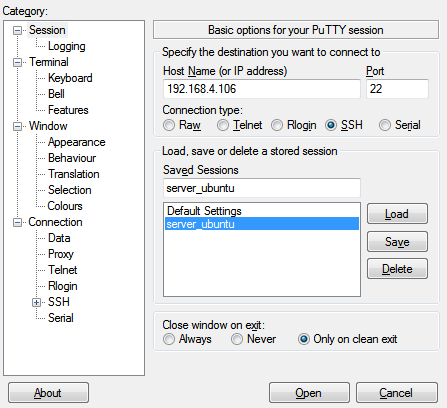 Category:
Session
Logging
Terminal
Keyboard
Bell
Features
Window
Appearance
Behaviour
Translation
Selection
Colours
Connection
Data
Proxy
Telnet
Rlogin
SSH
Serial
Basic options for your PuTTY session
Specify the destination you want to connect to
Host Name (or IP address) Port
192.168.4.106 22
Connection type:
Raw Telnet Rlogin SSH Serial
Load, save or delete a stored session
Saved Sessions
server_ubuntu
Default Settings
server_ubuntu
Load
Save
Delete
Close window on exit:
Always Never Only on clean exit
About Open Cancel